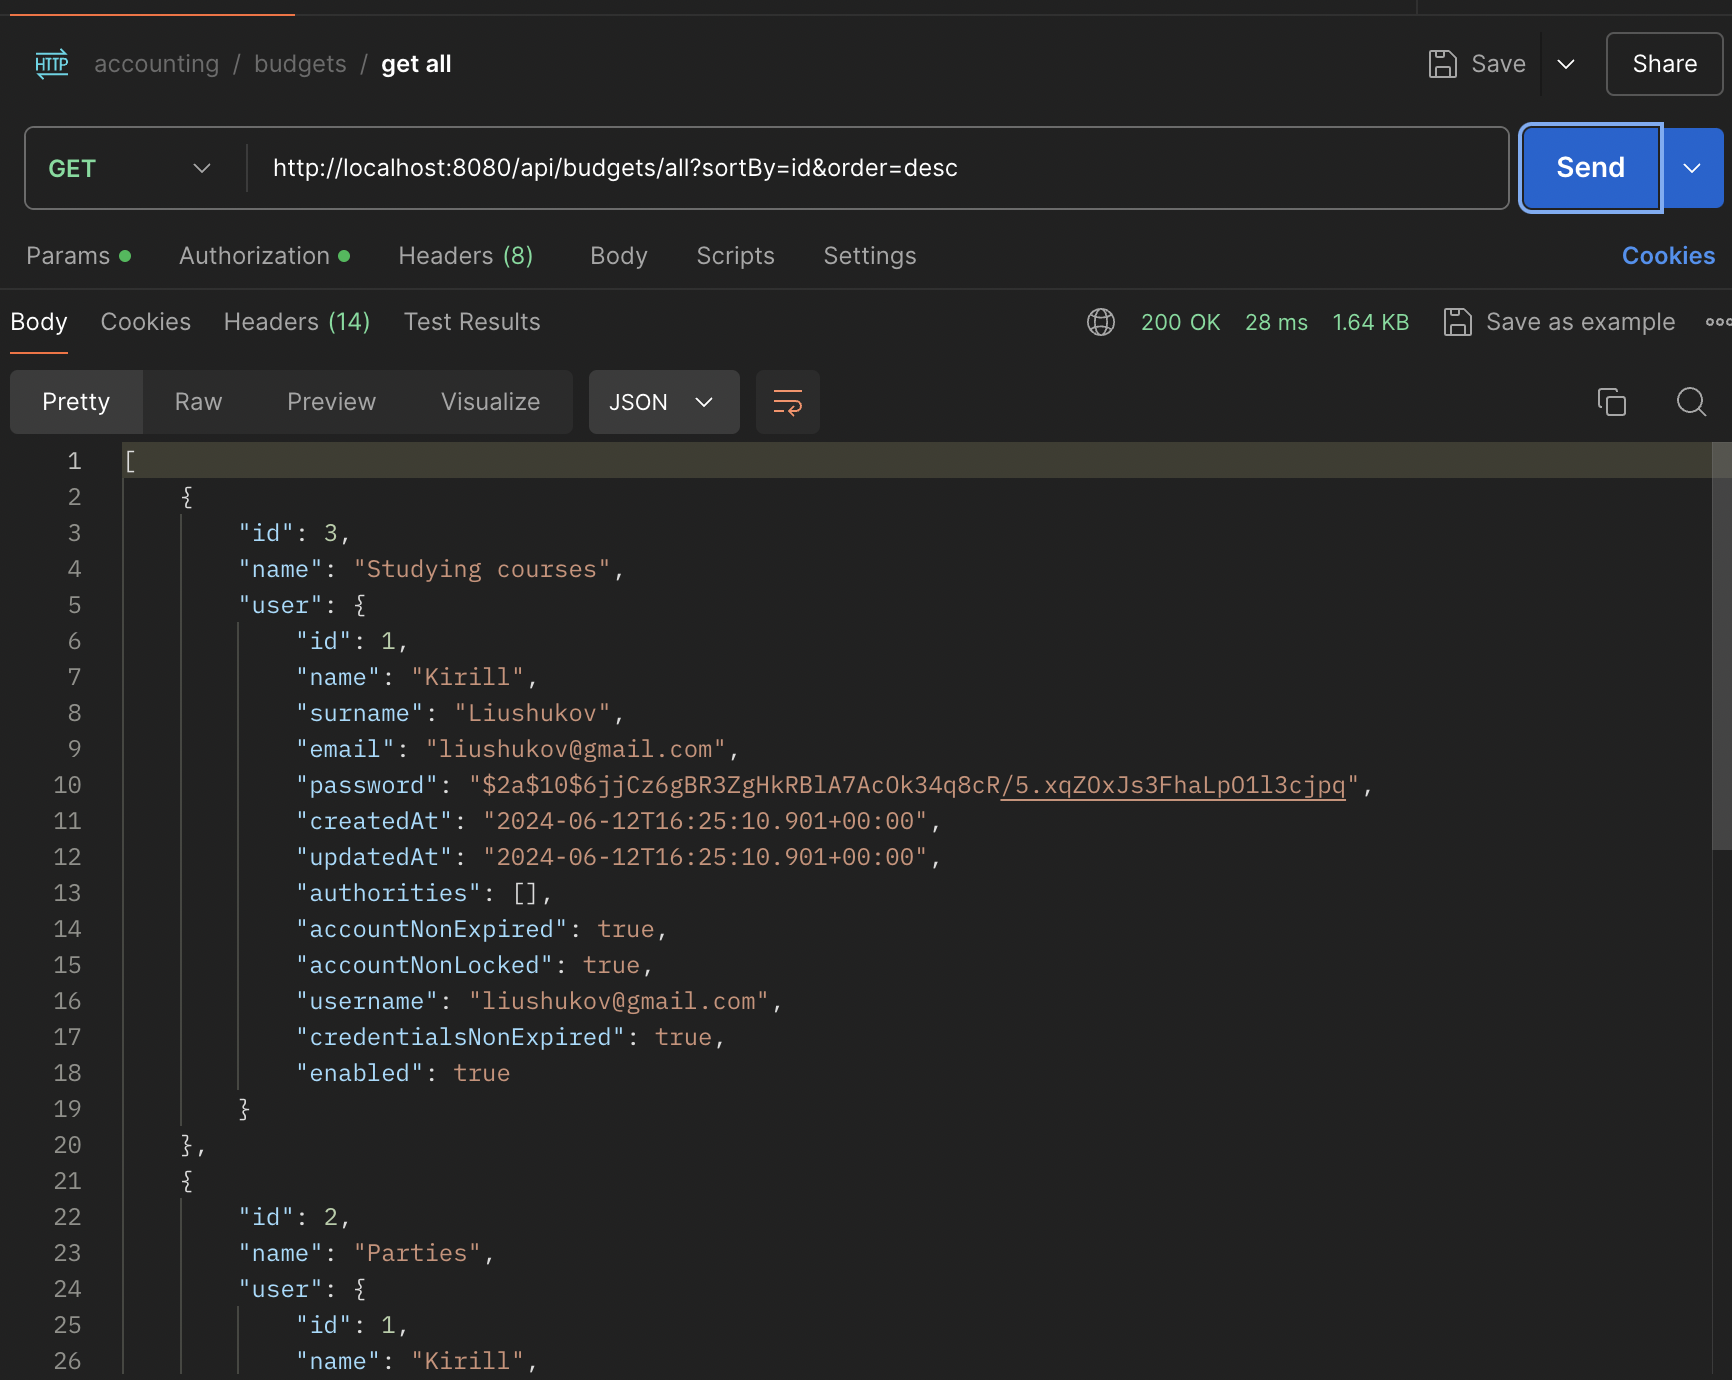 HTTP accounting / budgets / get all Save Share
GET http://localhost:8080/api/budgets/all?sortBy=id&order=desc Send
Params Authorization Headers (8) Body Scripts Settings Cookies
Body Cookies Headers (14) Test Results 200 OK 28 ms 1.64 KB Save as example
Pretty Raw Preview Visualize JSON
1 [
2 {
3 "id": 3,
4 "name": "Studying courses",
5 "user": {
6 "id": 1,
7 "name": "Kirill",
8 "surname": "Liushukov",
9 "email": "liushukov@gmail.com",
10 "password": "$2a$10$6jjCz6gBR3ZgHkRBlA7AcOk34q8cR/5.xqZOxJs3FhaLpO1l3cjpq",
11 "createdAt": "2024-06-12T16:25:10.901+00:00",
12 "updatedAt": "2024-06-12T16:25:10.901+00:00",
13 "authorities": [],
14 "accountNonExpired": true,
15 "accountNonLocked": true,
16 "username": "liushukov@gmail.com",
17 "credentialsNonExpired": true,
18 "enabled": true
19 }
20 },
21 {
22 "id": 2,
23 "name": "Parties",
24 "user": {
25 "id": 1,
26 "name": "Kirill",